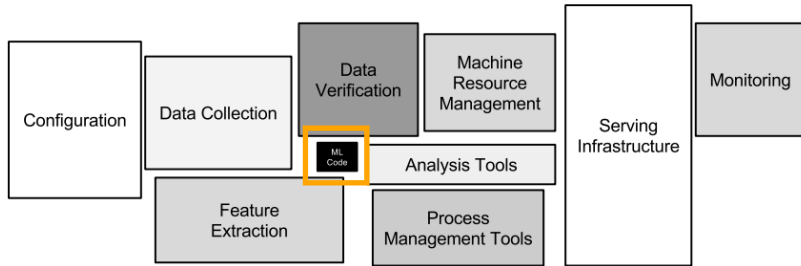 Configuration
Data Collection
Data
Verification
Machine
Resource
Management
Monitoring
Serving
Infrastructure
ML
Code
Analysis Tools
Feature
Extraction
Process
Management Tools